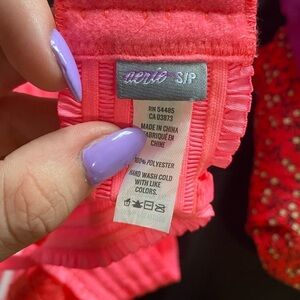 aerie S/P
RN 54485
CA 03873
MADE IN CHINA
FABRIQUÉ EN
CHINE
100% POLYESTER
HAND WASH COLD
WITH LIKE
COLORS.